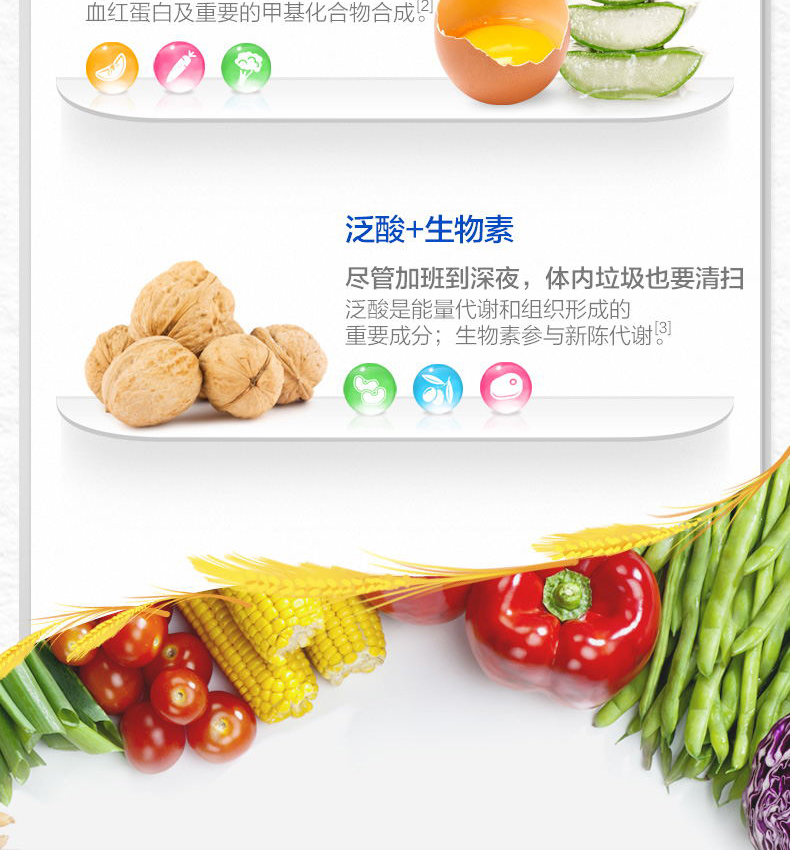 血红蛋白及重要的甲基化合物合成。[2]
泛酸+生物素
尽管加班到深夜，体内垃圾也要清扫
泛酸是能量代谢和组织形成的
重要成分；生物素参与新陈代谢。[3]